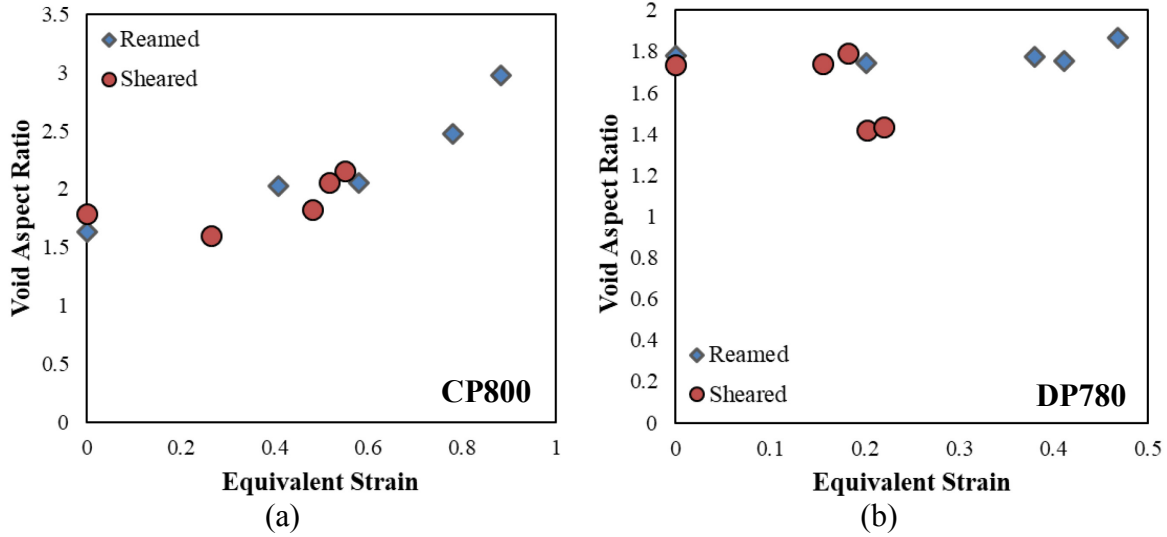 3.5
3
2.5
2
1.5
1
0.5
0
Void Aspect Ratio
Reamed
Sheared
CP800
0 0.2 0.4 0.6 0.8 1
Equivalent Strain
(a)
2
1.8
1.6
1.4
1.2
1
0.8
0.6
0.4
0.2
0
Void Aspect Ratio
Reamed
Sheared
DP780
0 0.1 0.2 0.3 0.4 0.5
Equivalent Strain
(b)